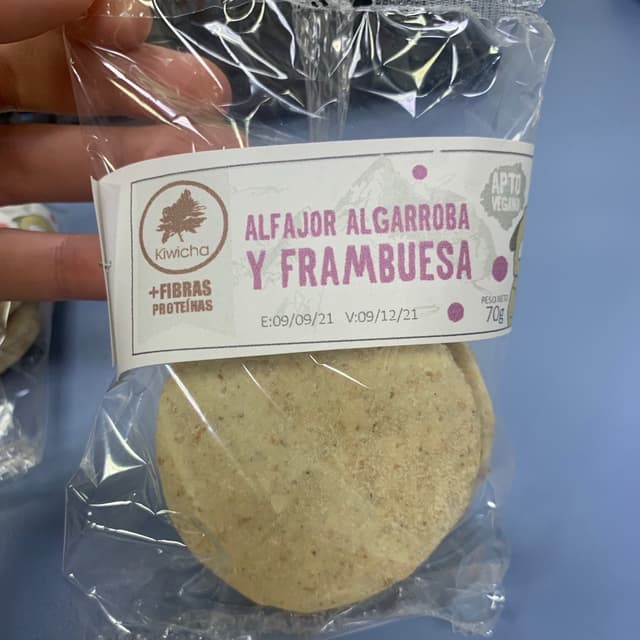 Kiwicha
+FIBRAS
PROTEÍNAS
ALFAJOR ALGARROBA
Y FRAMBUESA
E:09/09/21 V:09/12/21
APTO
VEGANO
PESO NETO
70g